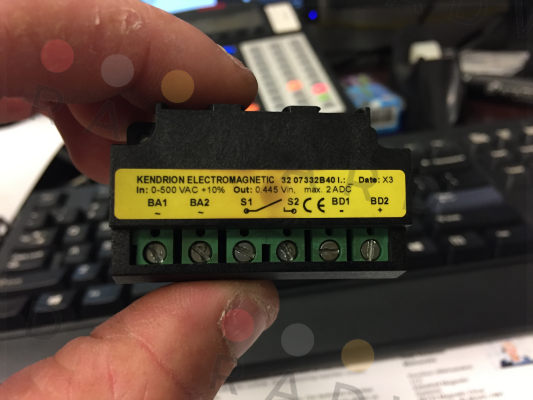 KENDRION ELECTROMAGNETIC 32 07332B40 I.: Date: X3
In: 0-500 VAC +10% Out: 0,445 Vin, max. 2 ADC
BA1 BA2 S1 S2 CE BD1 BD2
~ ~ - +